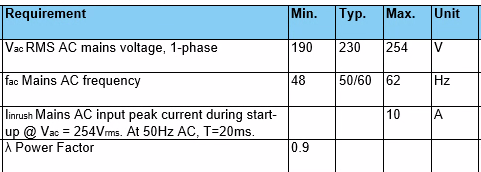 Requirement Min. Typ. Max. Unit
Vac RMS AC mains voltage, 1-phase 190 230 254 V
fac Mains AC frequency 48 50/60 62 Hz
Iinrush Mains AC input peak current during start- 10 A
up @ Vac = 254Vrms. At 50Hz AC, T=20ms.
λ Power Factor 0.9